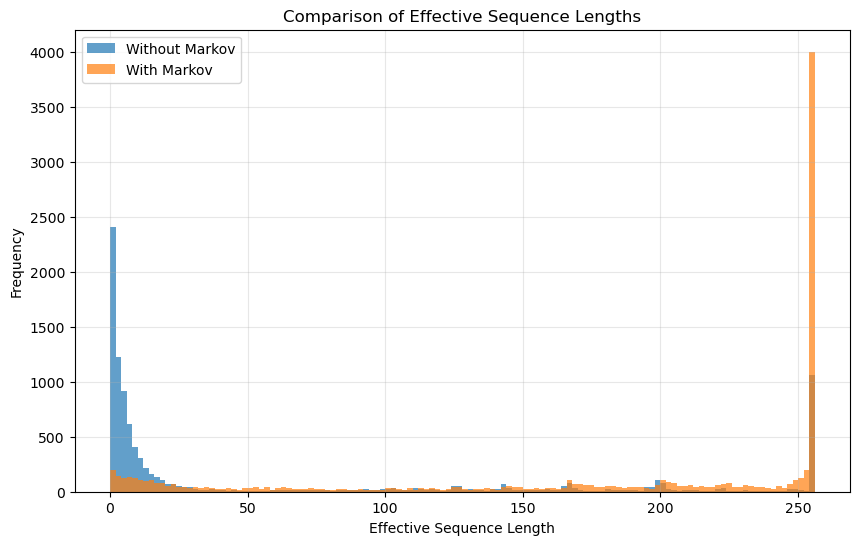 Comparison of Effective Sequence Lengths
Without Markov
With Markov
4000
3500
3000
2500
2000
1500
1000
500
0
Frequency
0 50 100 150 200 250
Effective Sequence Length